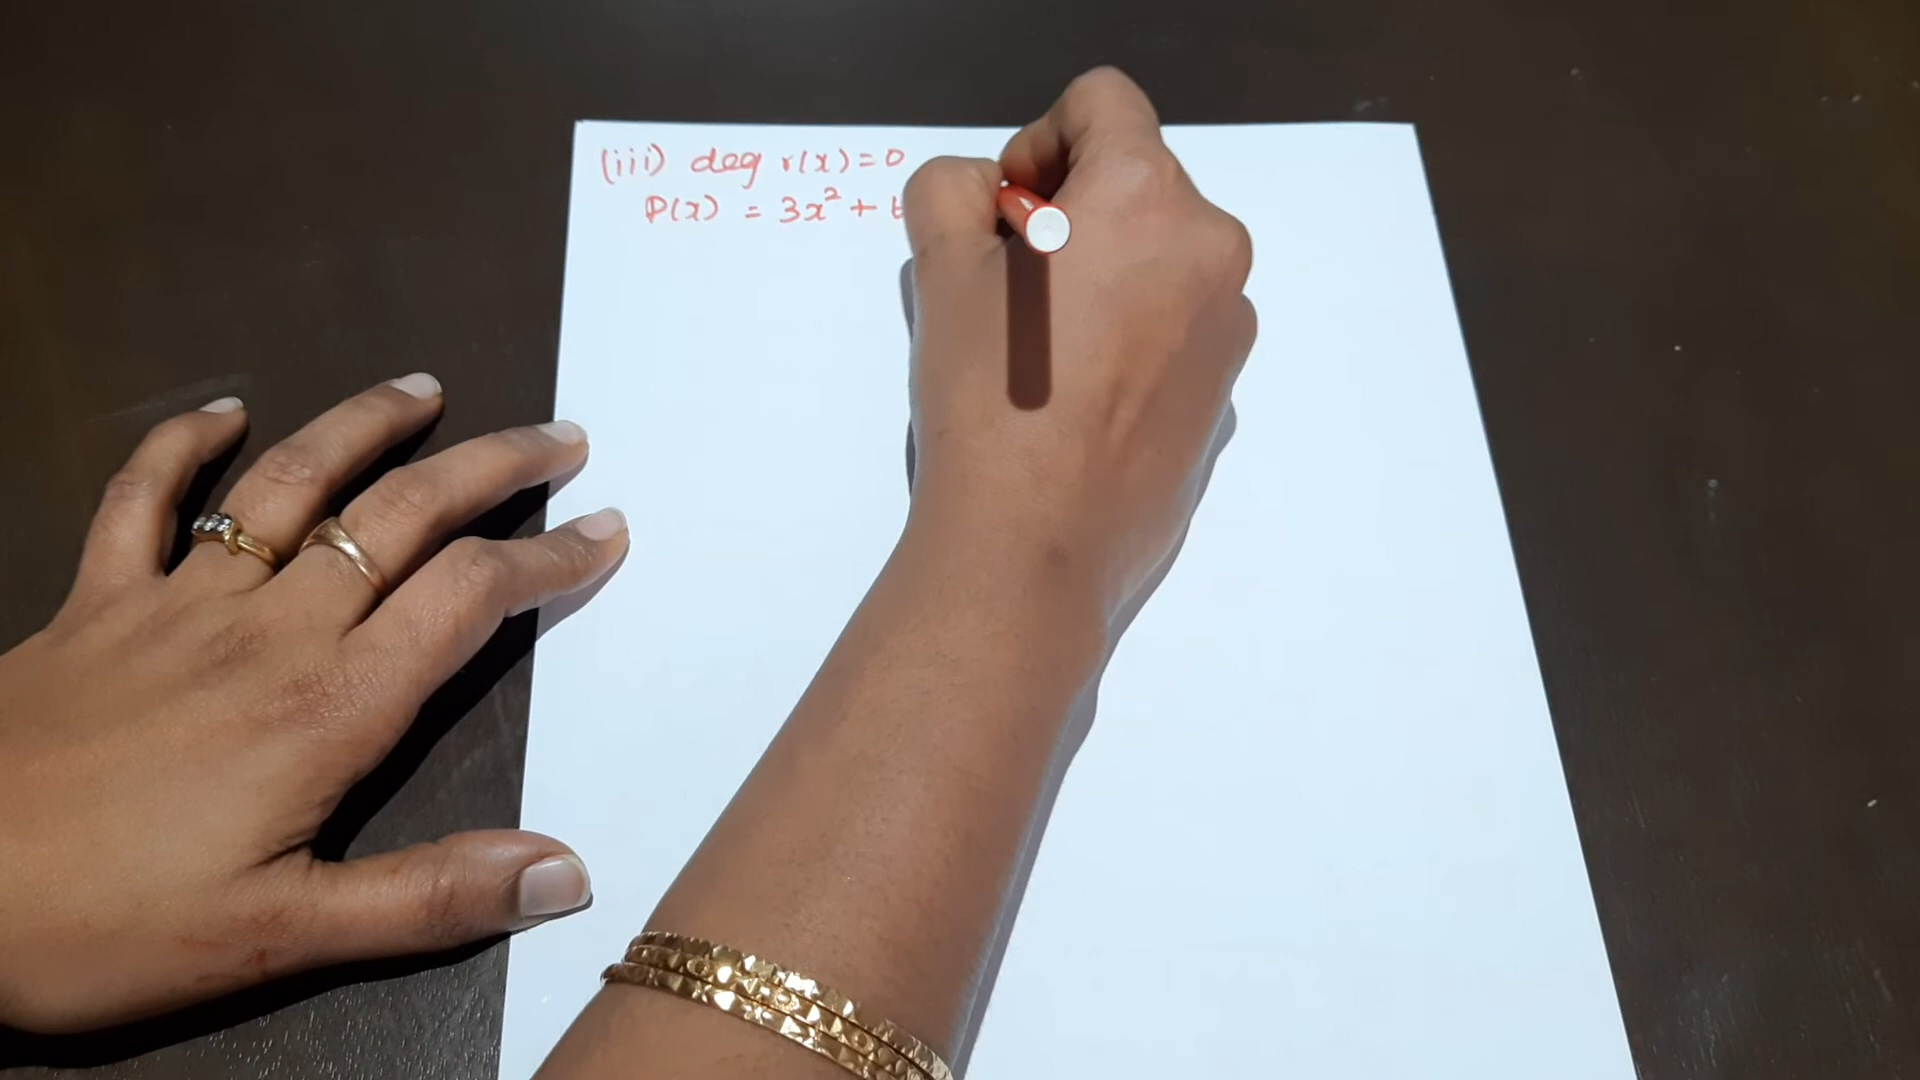 (iii) deg r(x) = 0
P(x) = 3x² +